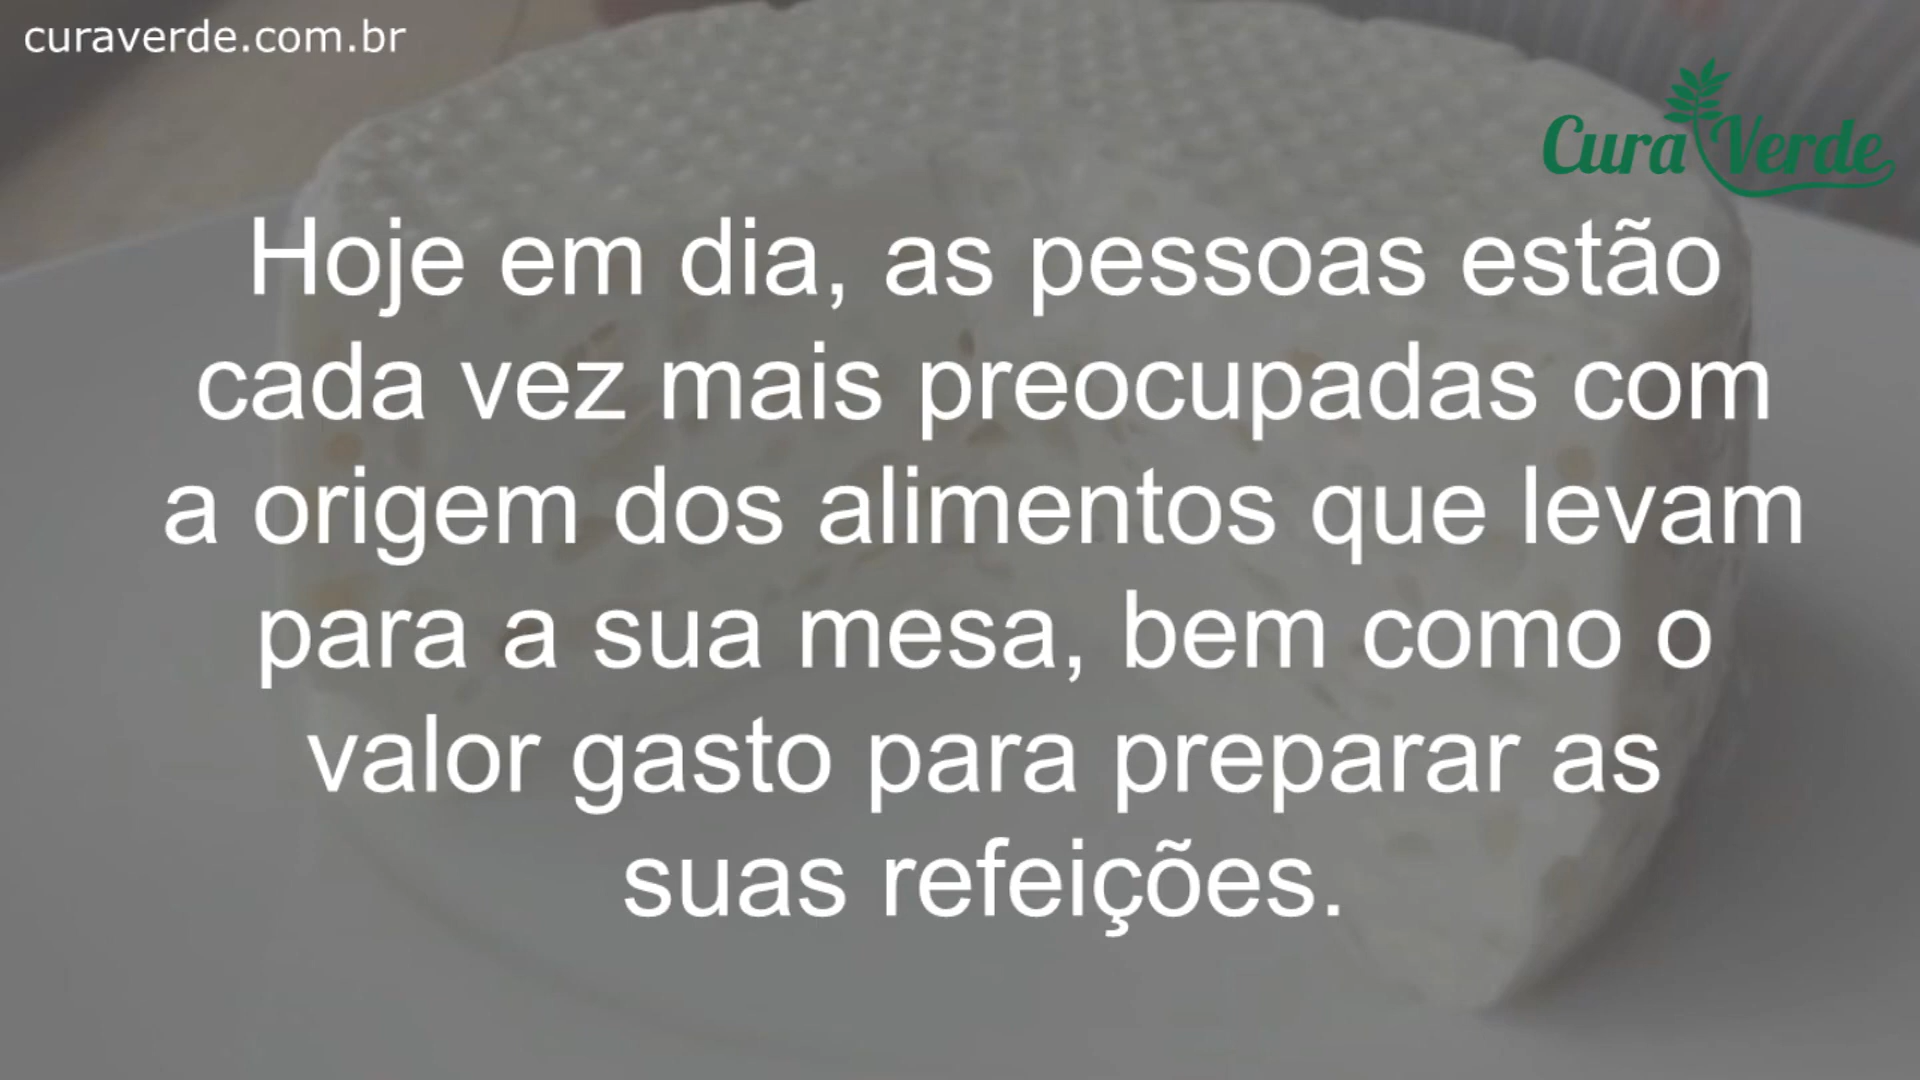 curaverde.com.br
Cura Verde
Hoje em dia, as pessoas estão
cada vez mais preocupadas com
a origem dos alimentos que levam
para a sua mesa, bem como o
valor gasto para preparar as
suas refeições.